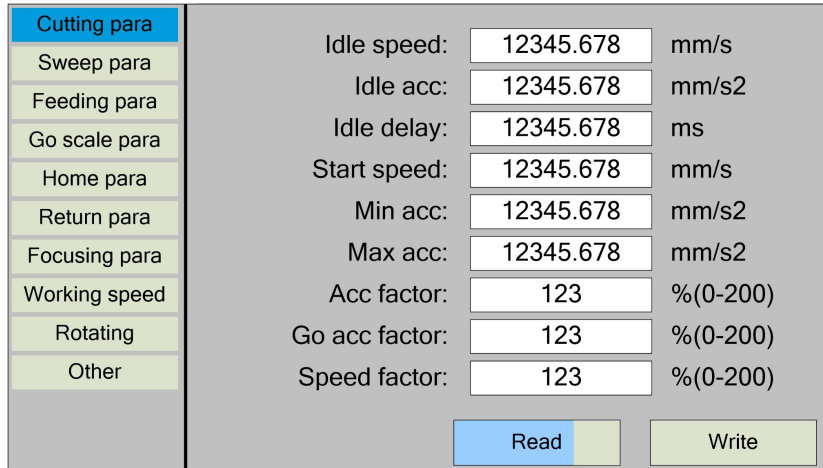 Cutting para
Sweep para
Feeding para
Go scale para
Home para
Return para
Focusing para
Working speed
Rotating
Other
Idle speed: 12345.678 mm/s
Idle acc: 12345.678 mm/s2
Idle delay: 12345.678 ms
Start speed: 12345.678 mm/s
Min acc: 12345.678 mm/s2
Max acc: 12345.678 mm/s2
Acc factor: 123 %(0-200)
Go acc factor: 123 %(0-200)
Speed factor: 123 %(0-200)
Read Write